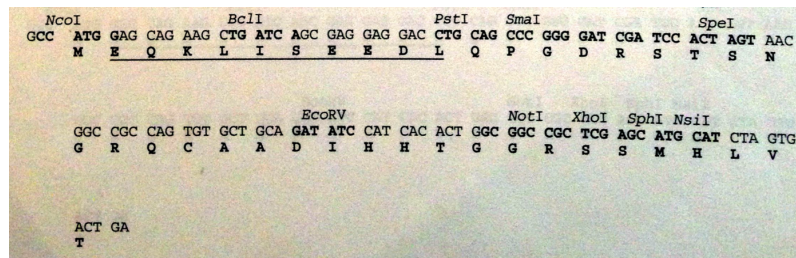 NcoI BclI PstI SmaI SpeI
GCC ATG GAG CAG AAG CTG ATC AGC GAG GAG GAC CTG CAG CCC GGG GAT CGA TCC ACT AGT AAC
M E Q K L I S E E D L Q P G D R S T S N
EcoRV NotI XhoI SphI NsiI
GGC CGC CAG TGT GCT GCA GAT ATC CAT CAC ACT GGC GGC CGC TCG AGC ATG CAT CTA GTG
G R Q C A A D I H H T G G R S S M H L V
ACT GA
T